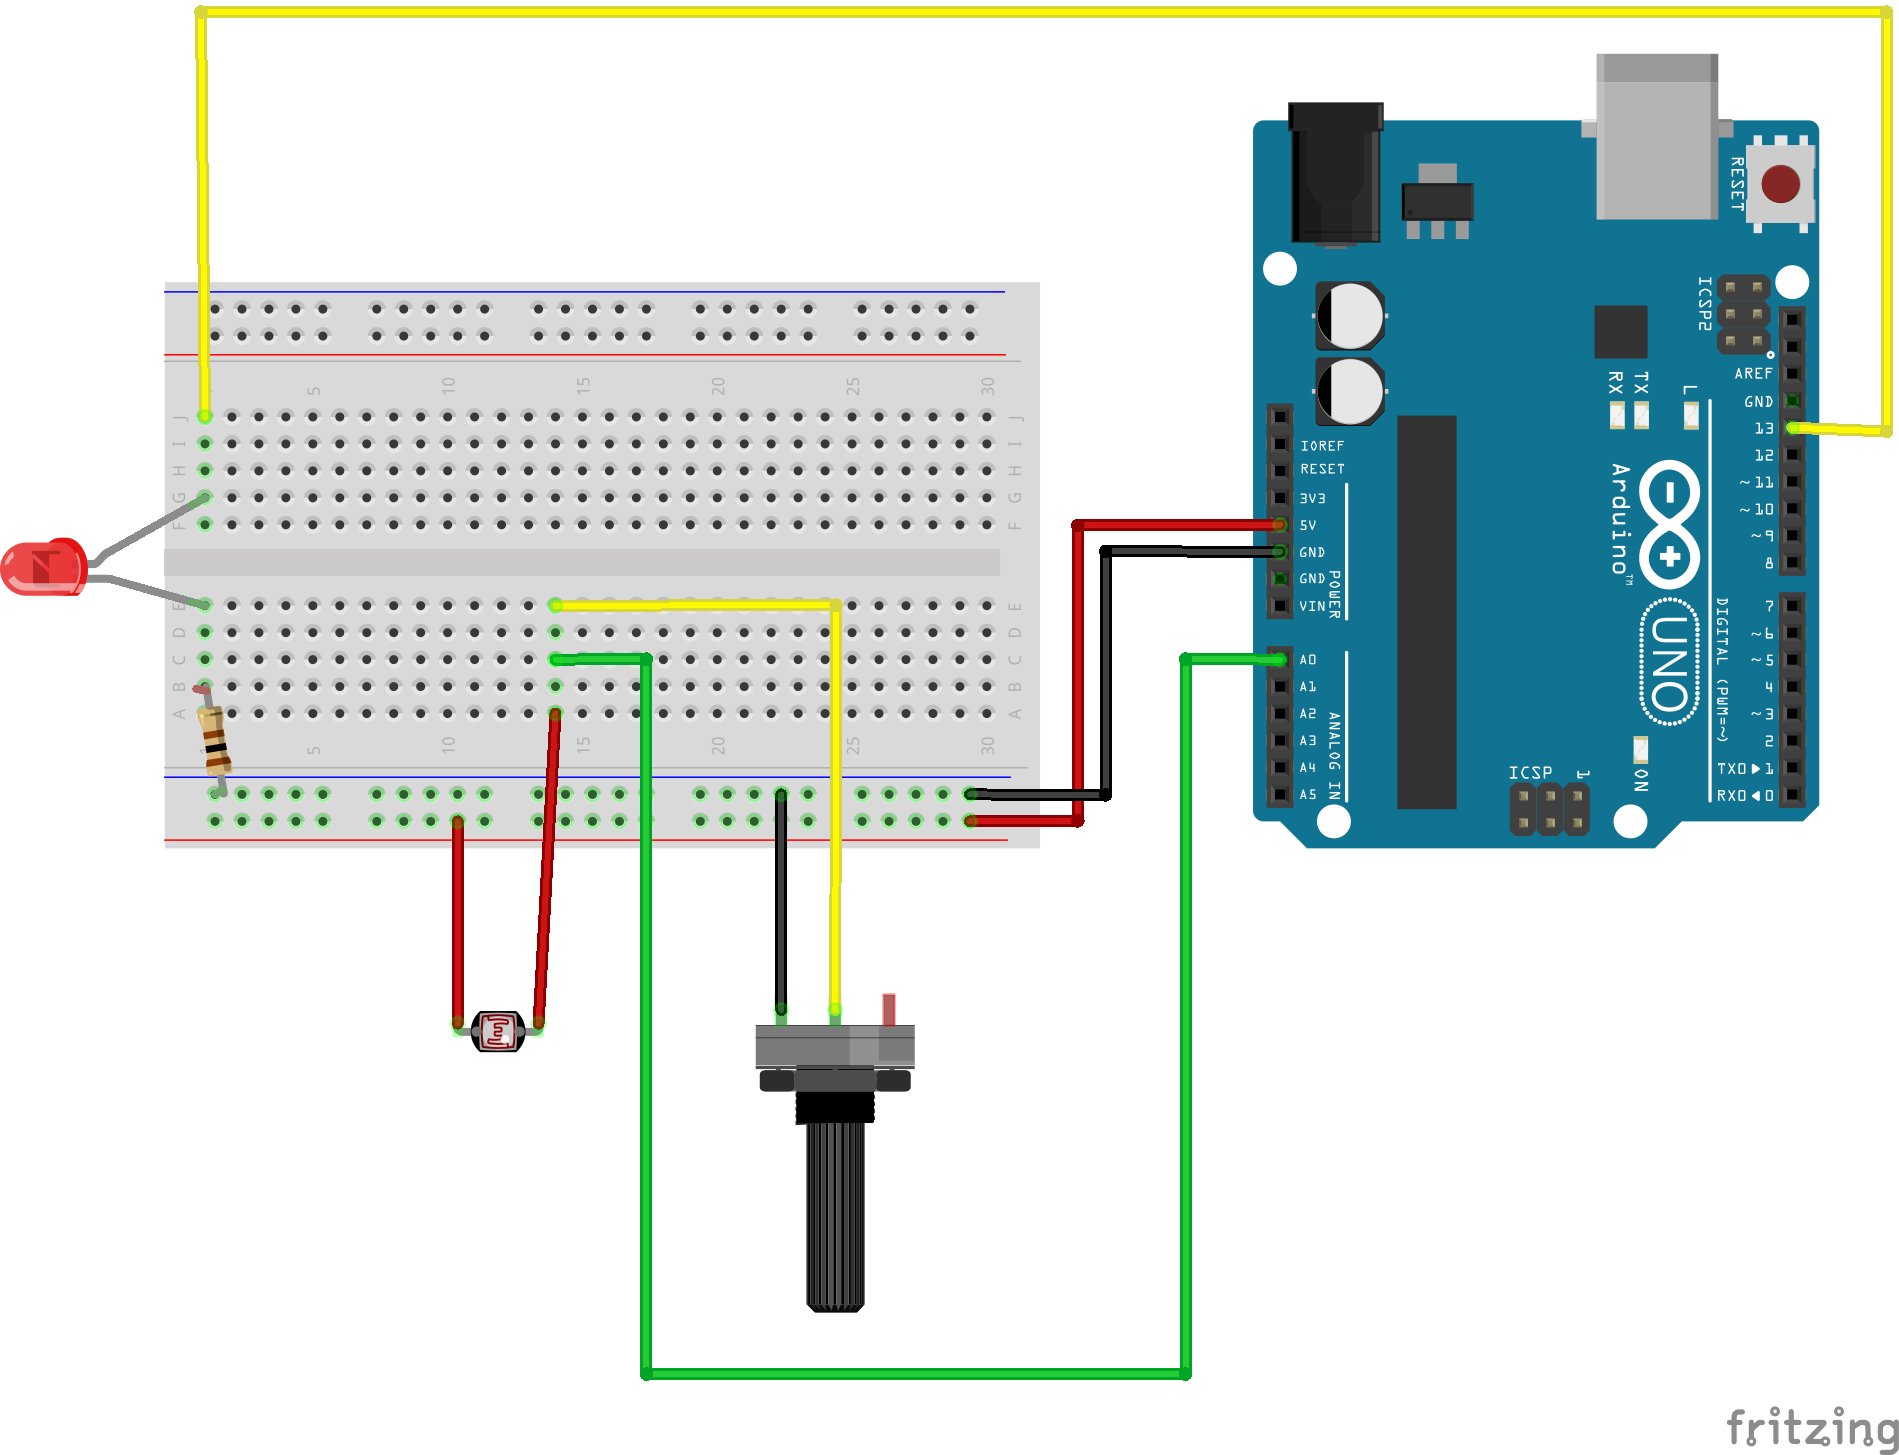 5 10 15 20 25 30
J J
I I
H H
G G
F F
E E
D D
C C
B B
A A
1 5 10 15 20 25 30
RESET
ICSP2
AREF
GND
13
12
~11
~10
~9
8
7
~6
~5
4
~3
2
TX0▶1
RX0◀0
RX TX L
IOREF
RESET
3V3
5V
GND
GND
VIN
POWER
A0
A1
A2
A3
A4
A5
ANALOG IN
Arduino™
UNO
DIGITAL (PWM=~)
ICSP 1
ON
fritzing